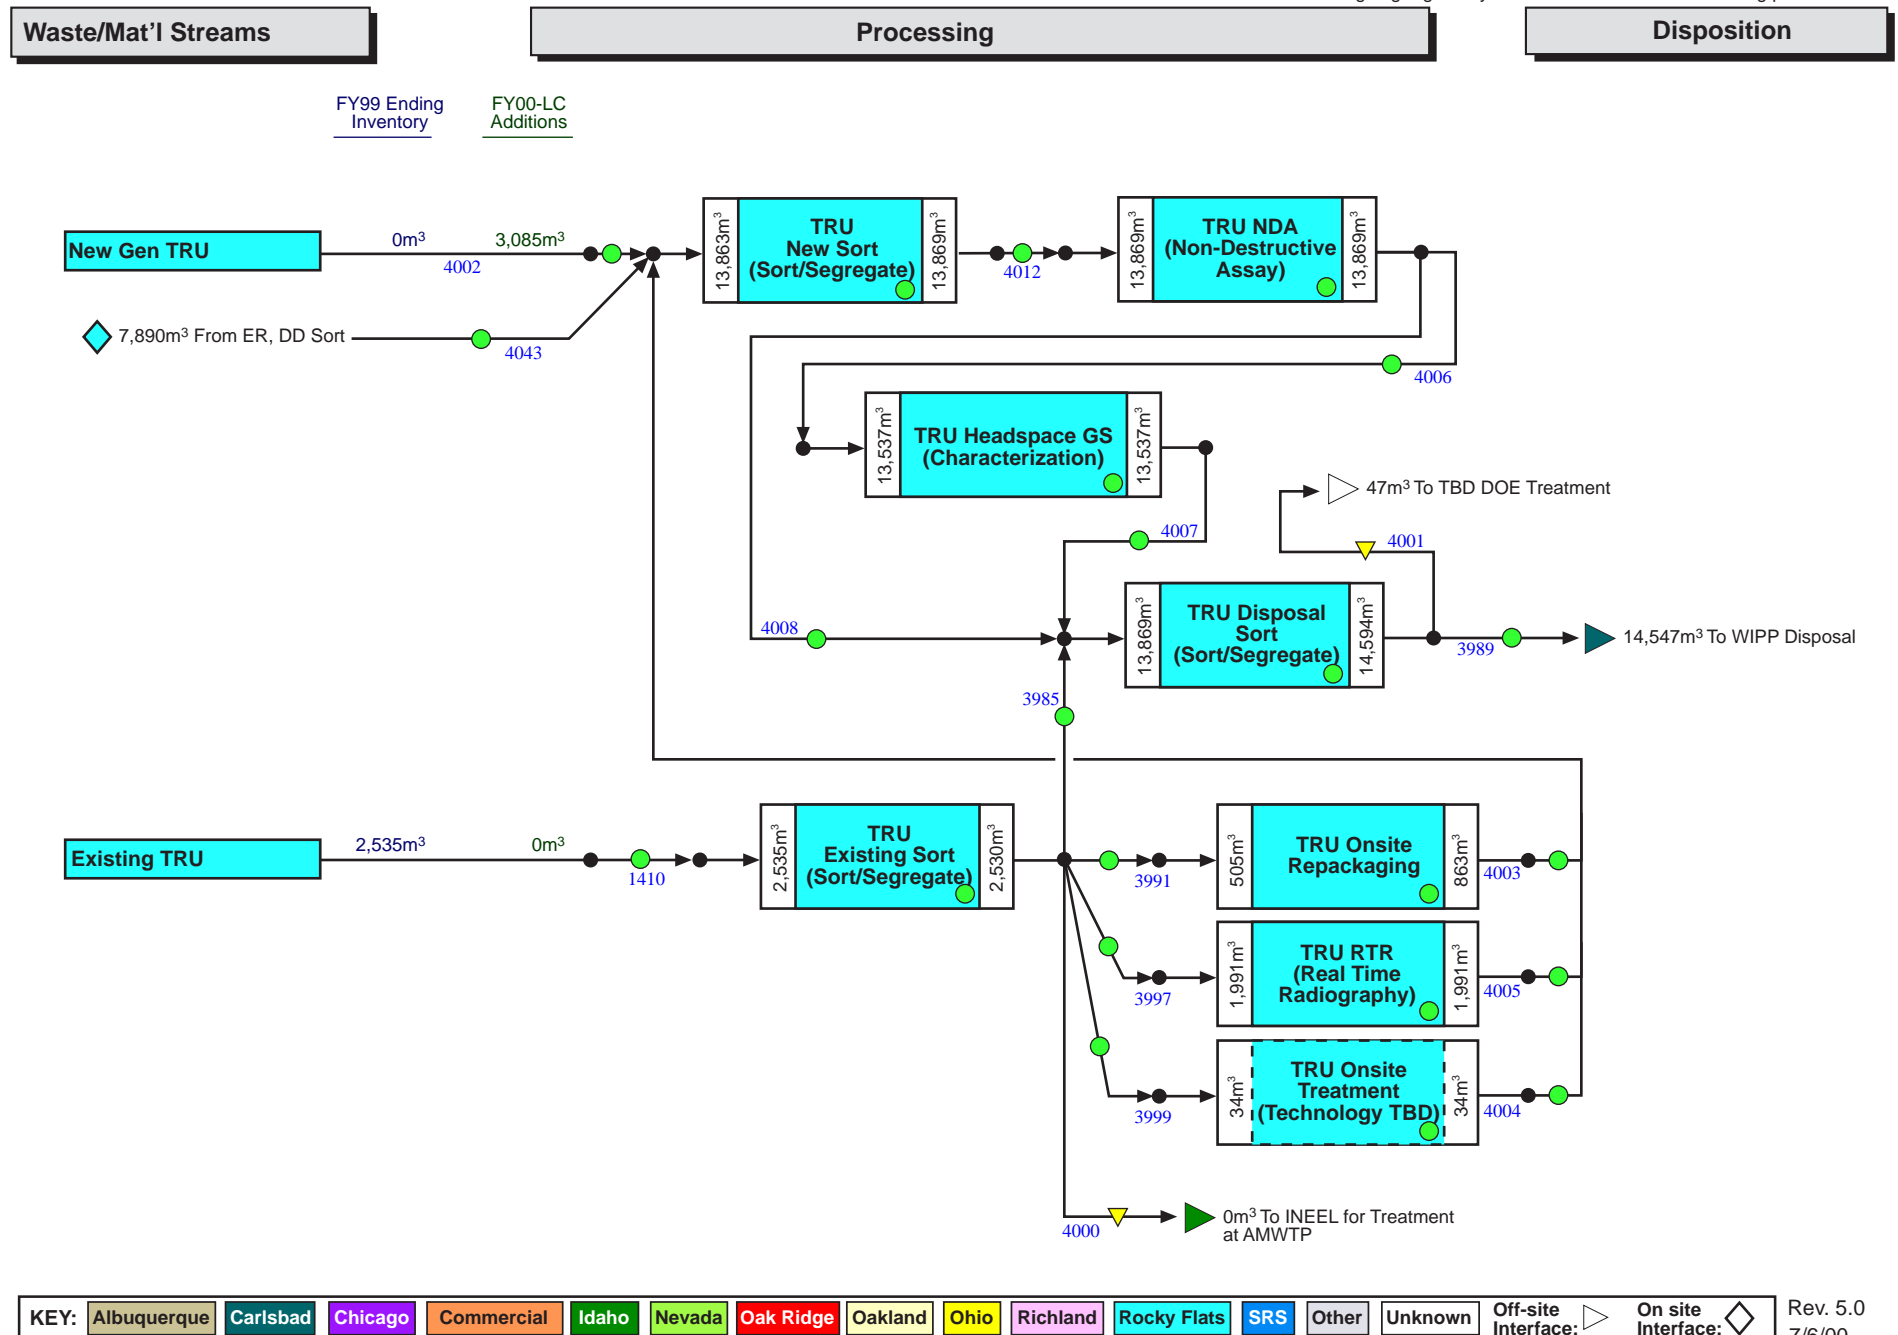 Waste/Mat'l Streams
Processing
Disposition
FY99 Ending
Inventory
FY00-LC
Additions
New Gen TRU
0m³
3,085m³
4002
7,890m³ From ER, DD Sort
4043
13,863m³
TRU
New Sort
(Sort/Segregate)
13,869m³
4012
13,869m³
TRU NDA
(Non-Destructive
Assay)
13,869m³
4006
13,537m³
TRU Headspace GS
(Characterization)
13,537m³
4007
47m³ To TBD DOE Treatment
4001
4008
13,869m³
TRU Disposal
Sort
(Sort/Segregate)
14,594m³
3989
14,547m³ To WIPP Disposal
3985
Existing TRU
2,535m³
0m³
1410
2,535m³
TRU
Existing Sort
(Sort/Segregate)
2,530m³
3991
505m³
TRU Onsite
Repackaging
863m³
4003
3997
1,991m³
TRU RTR
(Real Time
Radiography)
1,991m³
4005
3999
34m³
TRU Onsite
Treatment
(Technology TBD)
34m³
4004
4000
0m³ To INEEL for Treatment
at AMWTP
KEY:
Albuquerque
Carlsbad
Chicago
Commercial
Idaho
Nevada
Oak Ridge
Oakland
Ohio
Richland
Rocky Flats
SRS
Other
Unknown
Off-site
Interface:
On site
Interface:
Rev. 5.0
7/6/00